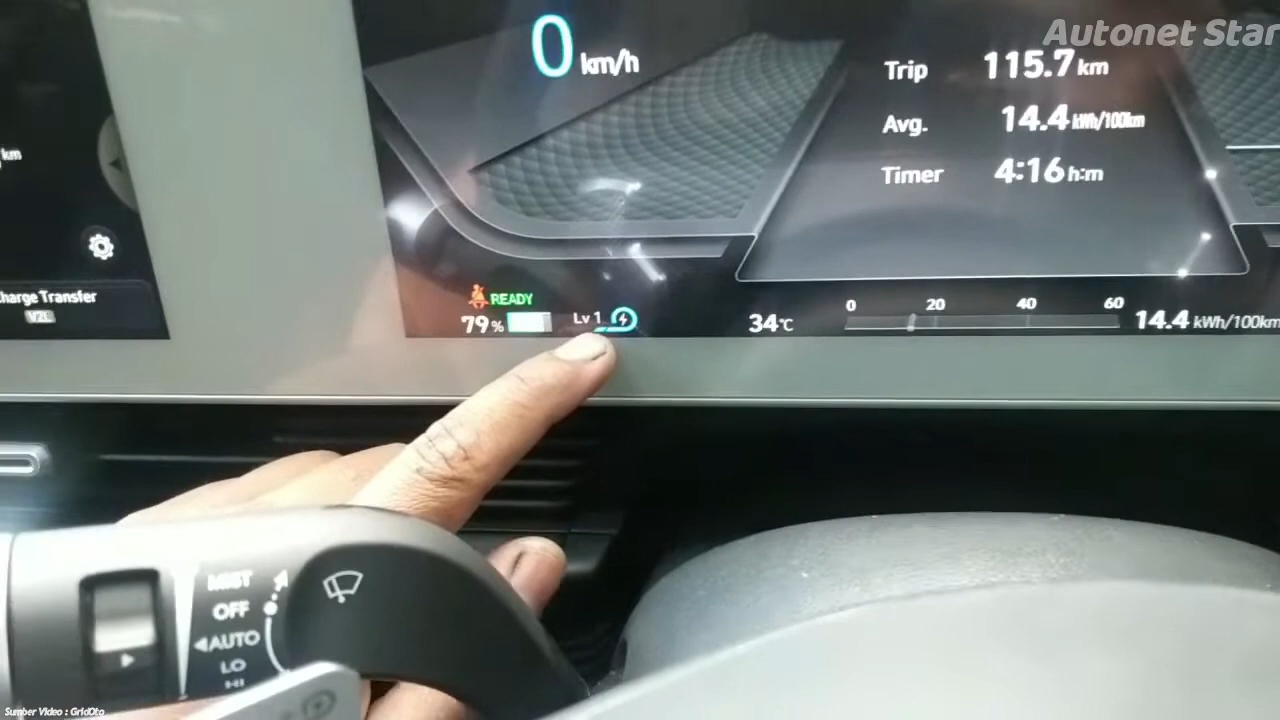 Autonet Star
0 km/h
Trip 115.7 km
Avg. 14.4 kWh/100km
Timer 4:16 h:m
km
Charge Transfer
V2L
READY
79% Lv 1
34°C
0 20 40 60
14.4 kWh/100km
MIST
OFF
◀AUTO
LO
HI
Sumber Video : GridOto